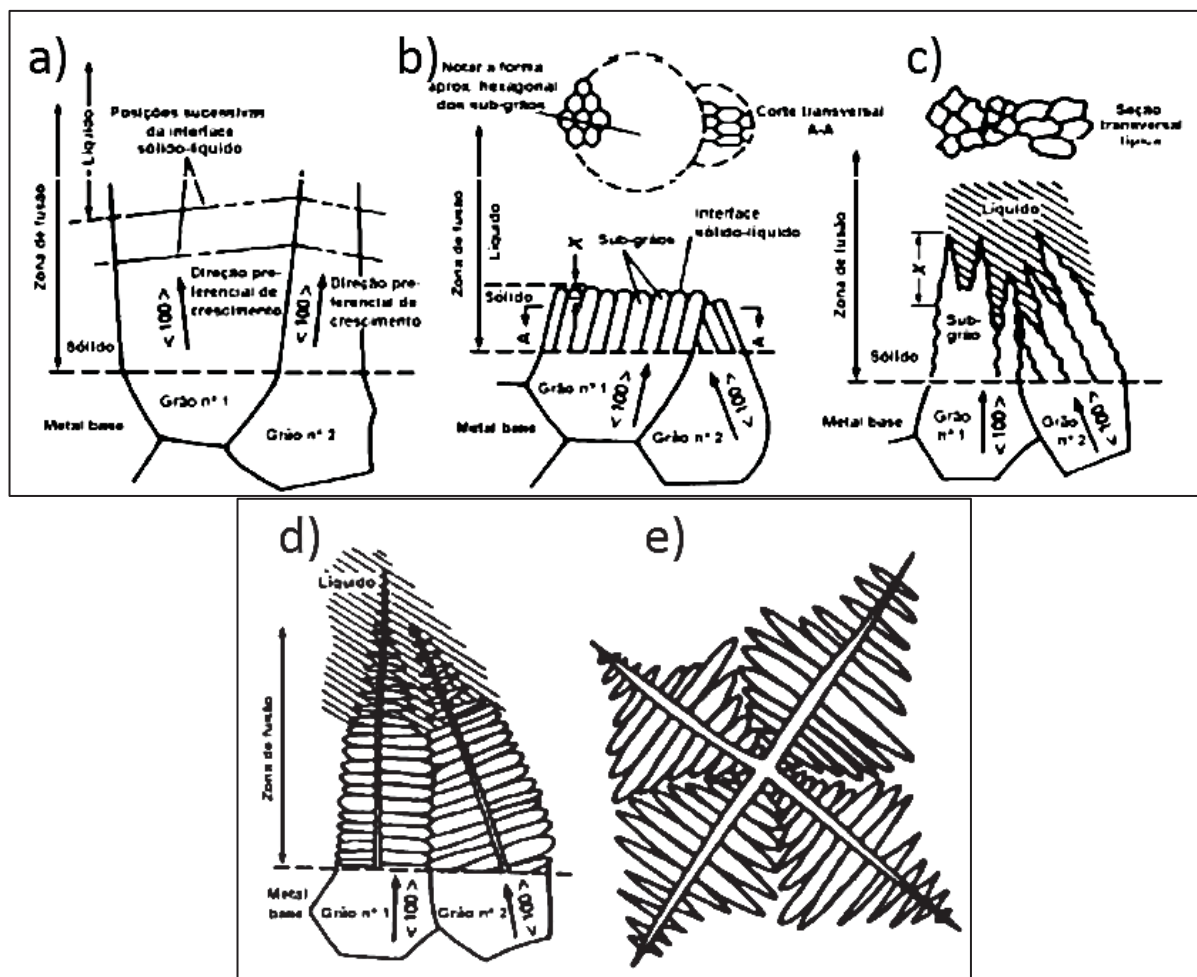 a)
Líquido
Zona de fusão
Posições sucessivas
da interface
sólido-líquido
Direção pre-
ferencial de
crescimento
Direção pre-
ferencial de
crescimento
< 100 >
< 100 >
Sólido
Grão nº 1
Metal base
Grão nº 2
b)
Notar a forma
aprox. hexagonal
dos sub-grãos
Corte transversal
A-A
Zona de fusão
Líquido
X
Sub-grãos
Interface
sólido-líquido
Sólido
A
A
Grão nº 1
< 100 >
Metal base
Grão nº 2
< 100 >
c)
Seção
transversal
típica
Líquido
Zona de fusão
X
Sub-
grão
Sólido
Metal base
Grão
nº 1
< 100 >
Grão
nº 2
< 100 >
d)
Líquido
Zona de fusão
Metal
base
Grão nº 1
< 100 >
Grão nº 2
< 100 >
e)